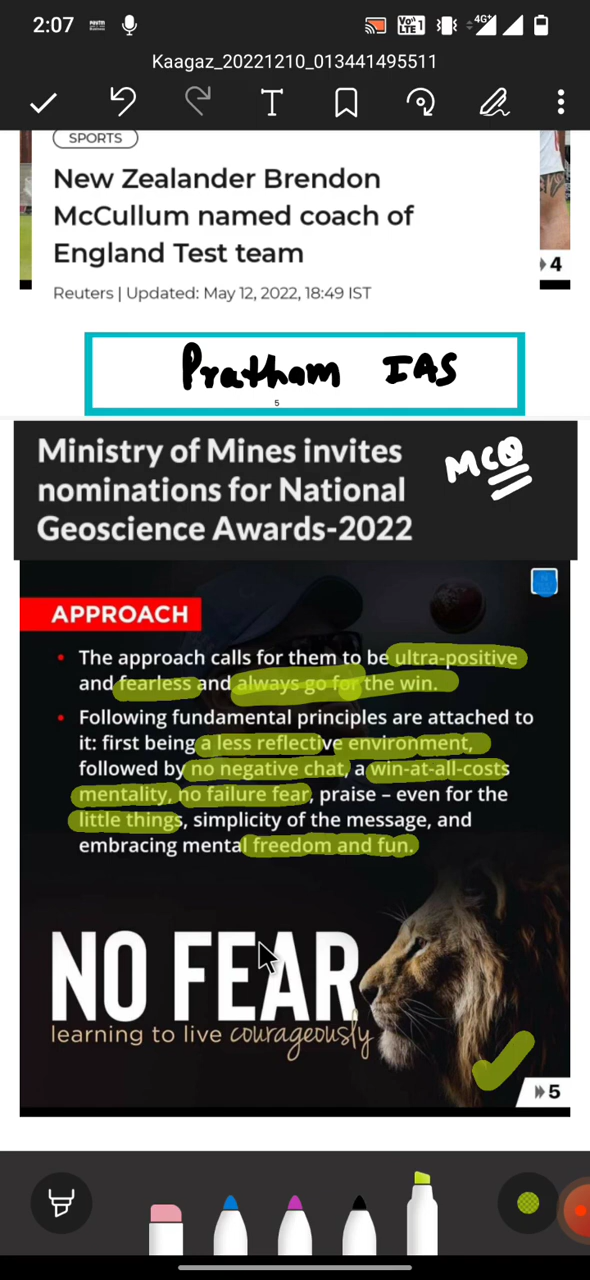 2:07
Paytm
Vo) 1
LTE
4G+
Kaagaz_20221210_013441495511
T
SPORTS
New Zealander Brendon
McCullum named coach of
England Test team
Reuters | Updated: May 12, 2022, 18:49 IST
4
Pratham IAS
5
Ministry of Mines invites
nominations for National
Geoscience Awards-2022
MCQ
APPROACH
• The approach calls for them to be ultra-positive
and fearless and always go for the win.
• Following fundamental principles are attached to
it: first being a less reflective environment,
followed by no negative chat, a win-at-all-costs
mentality, no failure fear, praise – even for the
little things, simplicity of the message, and
embracing mental freedom and fun.
NO FEAR
learning to live courageously
5